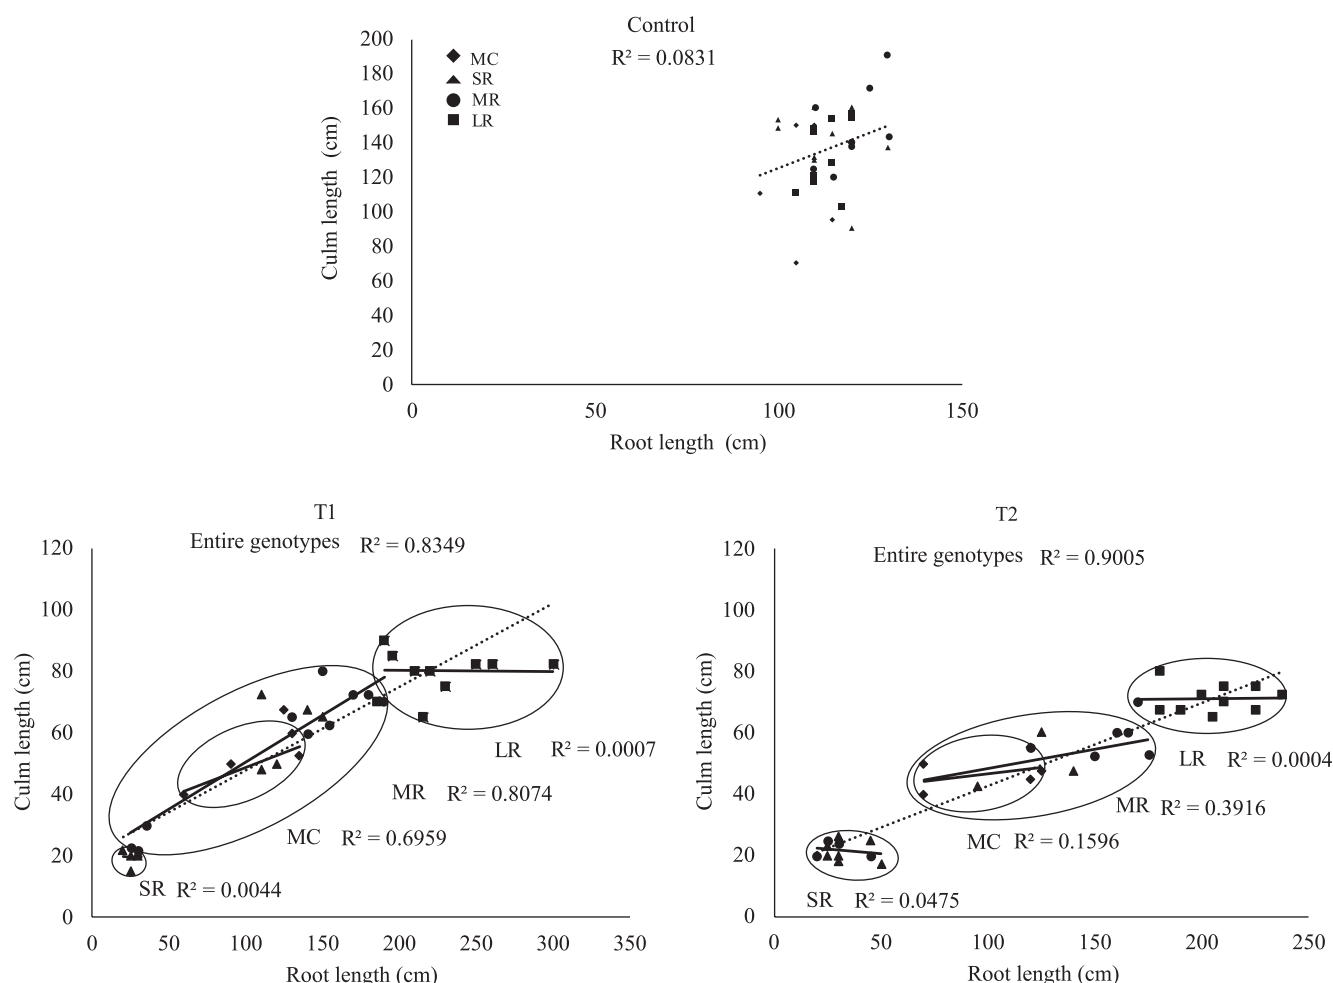 Control
R² = 0.0831
MC
SR
MR
LR
200
180
160
140
120
100
80
60
40
20
0
Culm length (cm)
0 50 100 150
Root length (cm)
T1
Entire genotypes R² = 0.8349
120
100
80
60
40
20
0
Culm length (cm)
LR R² = 0.0007
MR R² = 0.8074
MC R² = 0.6959
SR R² = 0.0044
0 50 100 150 200 250 300 350
Root length (cm)
T2
Entire genotypes R² = 0.9005
120
100
80
60
40
20
0
Culm length (cm)
LR R² = 0.0004
MR R² = 0.3916
MC R² = 0.1596
SR R² = 0.0475
0 50 100 150 200 250
Root length (cm)